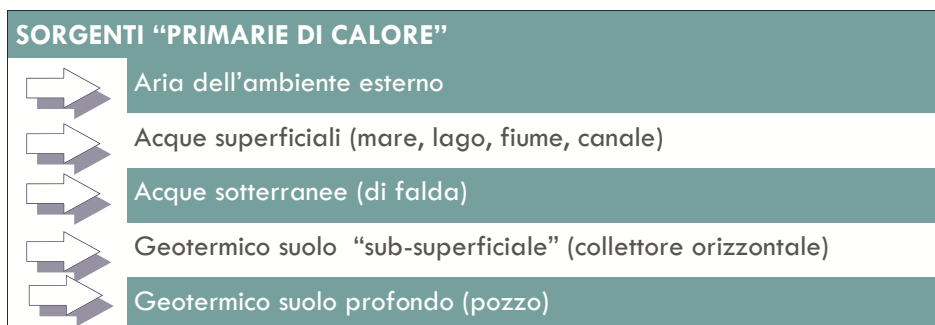 SORGENTI “PRIMARIE DI CALORE”
Aria dell’ambiente esterno
Acque superficiali (mare, lago, fiume, canale)
Acque sotterranee (di falda)
Geotermico suolo “sub-superficiale” (collettore orizzontale)
Geotermico suolo profondo (pozzo)